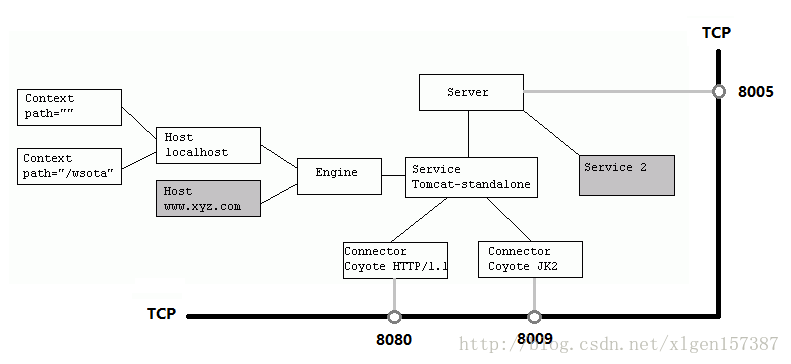 TCP
Server
8005
Context
path=""
Host
localhost
Context
path="/wsota"
Engine
Service
Tomcat-standalone
Service 2
Host
www.xyz.com
Connector
Coyote HTTP/1.1
Connector
Coyote JK2
TCP
8080
8009
http://blog.csdn.net/xlgen157387